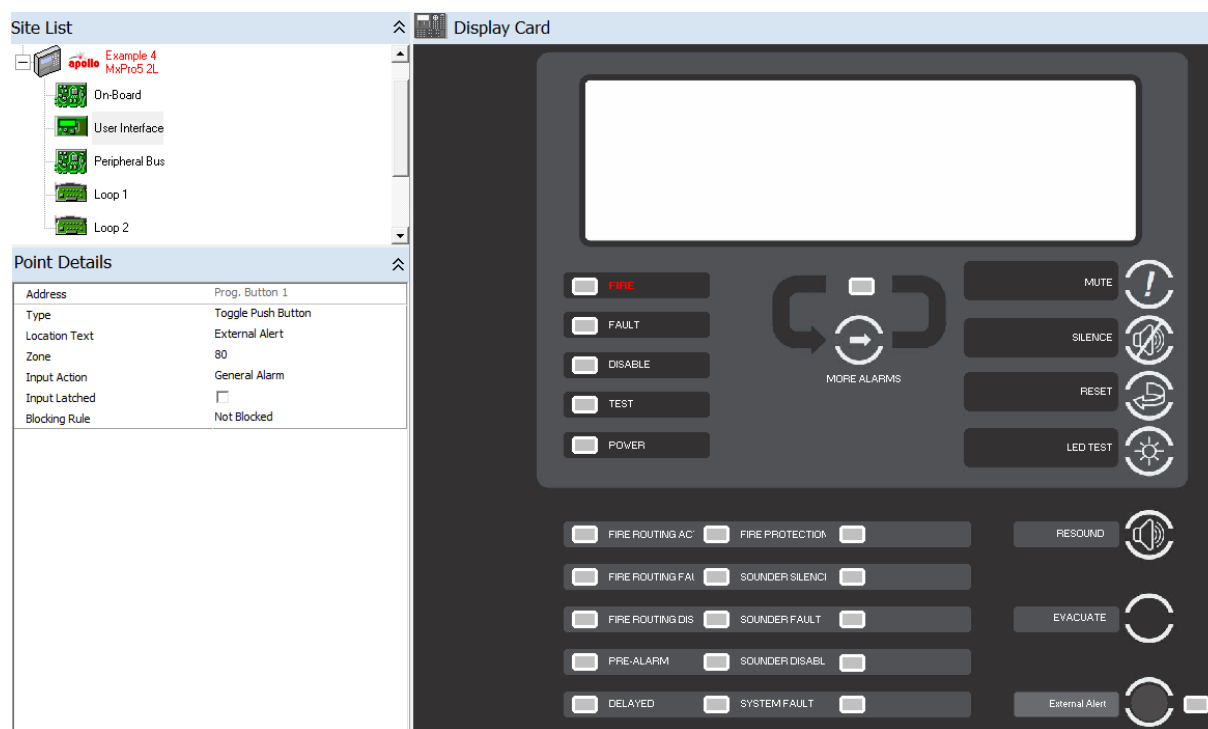 Site List
Display Card
apollo
Example 4
MxPro5 2L
On-Board
User Interface
Peripheral Bus
Loop 1
Loop 2
Point Details
Address Prog. Button 1
Type Toggle Push Button
Location Text External Alert
Zone 80
Input Action General Alarm
Input Latched
Blocking Rule Not Blocked
FIRE
FAULT
DISABLE
TEST
POWER
MORE ALARMS
MUTE
!
SILENCE
RESET
LED TEST
FIRE ROUTING AC FIRE PROTECTION
FIRE ROUTING FAU SOUNDER SILENCI
FIRE ROUTING DIS SOUNDER FAULT
PRE-ALARM SOUNDER DISABL
DELAYED SYSTEM FAULT
RESOUND
EVACUATE
External Alert